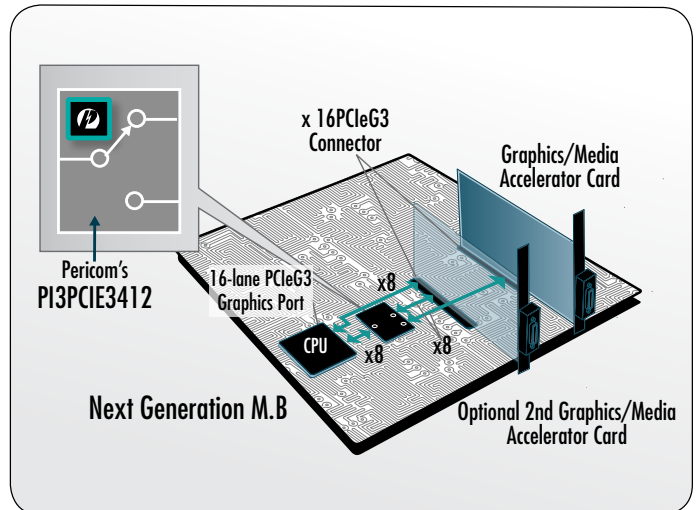 x 16PCIeG3
Connector
Graphics/Media
Accelerator Card
Pericom's
PI3PCIE3412
16-lane PCIeG3
Graphics Port
x8
CPU
x8
x8
Next Generation M.B
Optional 2nd Graphics/Media
Accelerator Card